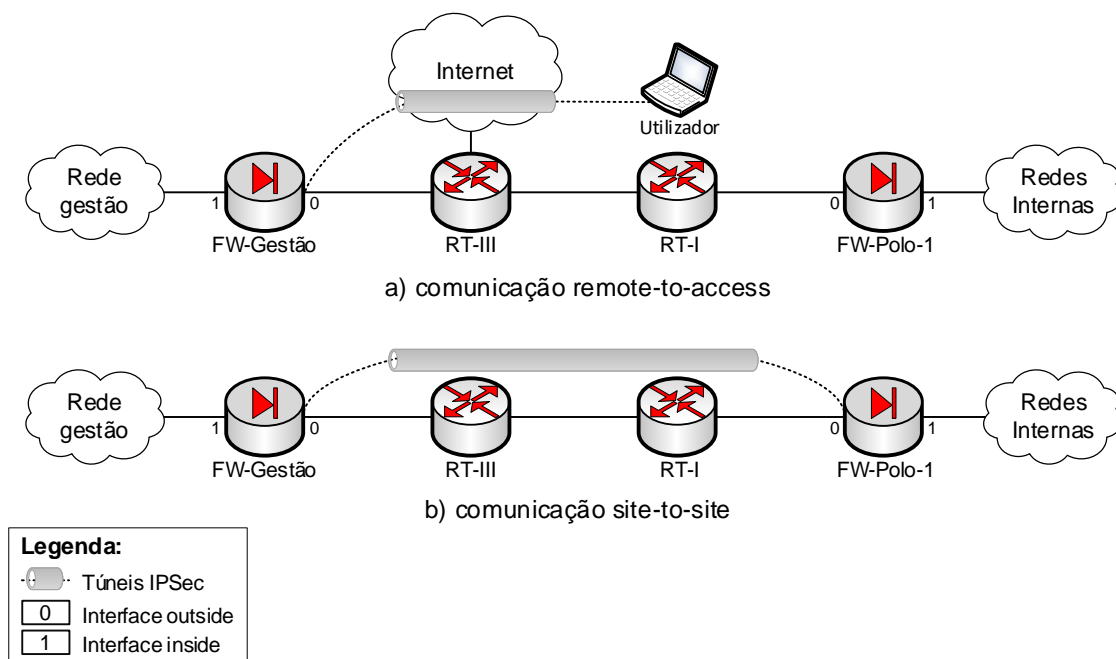 Internet
Utilizador
Rede
gestão
1
0
FW-Gestão
RT-III
RT-I
0
1
FW-Polo-1
Redes
Internas
a) comunicação remote-to-access
Rede
gestão
1
0
FW-Gestão
RT-III
RT-I
0
1
FW-Polo-1
Redes
Internas
b) comunicação site-to-site
Legenda:
Túneis IPSec
0 Interface outside
1 Interface inside